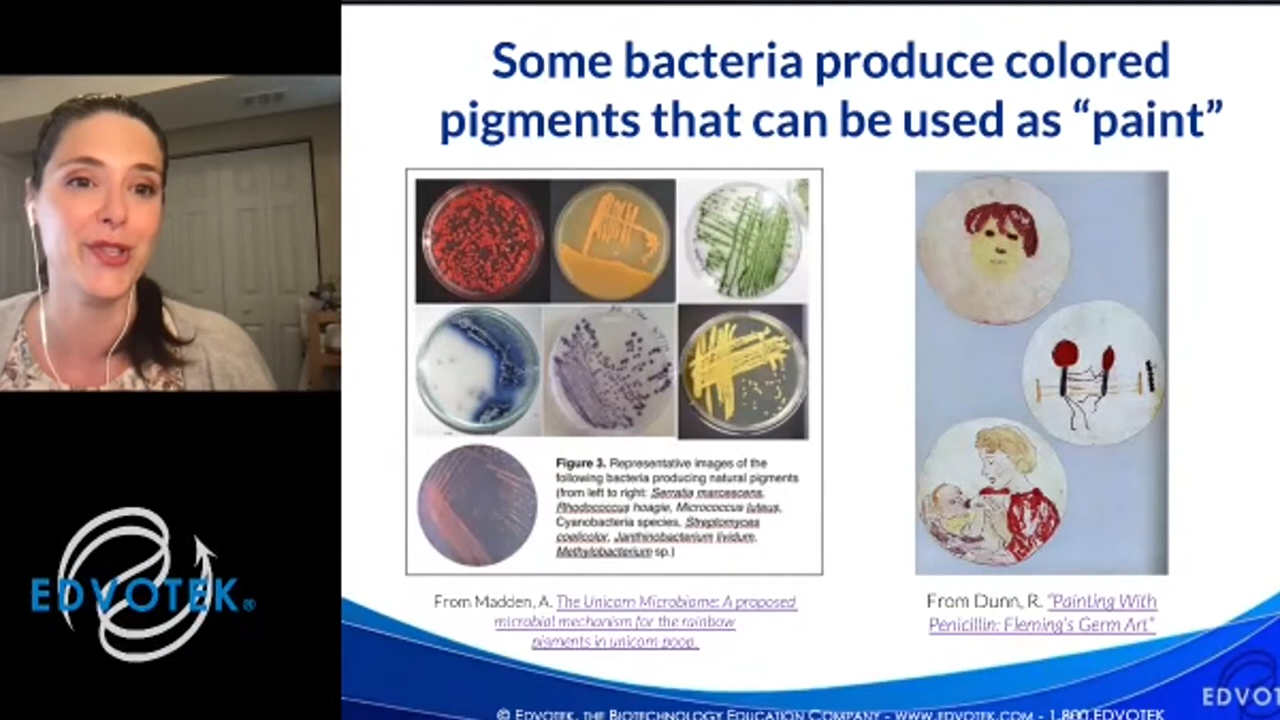 Some bacteria produce colored
pigments that can be used as “paint”
Figure 3. Representative images of the
following bacteria producing natural pigments
(from left to right: Serratia marcescens,
Rhodococcus hoagie, Micrococcus luteus,
Cyanobacteria species, Streptomyces
coelicolor, Janthinobacterium lividum,
Methylobacterium sp.)
From Madden, A. The Unicorn Microbiome: A proposed
microbial mechanism for the rainbow
pigments in unicorn poop.
From Dunn, R. “Painting With
Penicillin: Fleming's Germ Art”
EDVOTEK®
EDVOT
© EDVOTEK, THE BIOTECHNOLOGY EDUCATION COMPANY - WWW.EDVOTEK.COM - 1-800.EDVOTEK